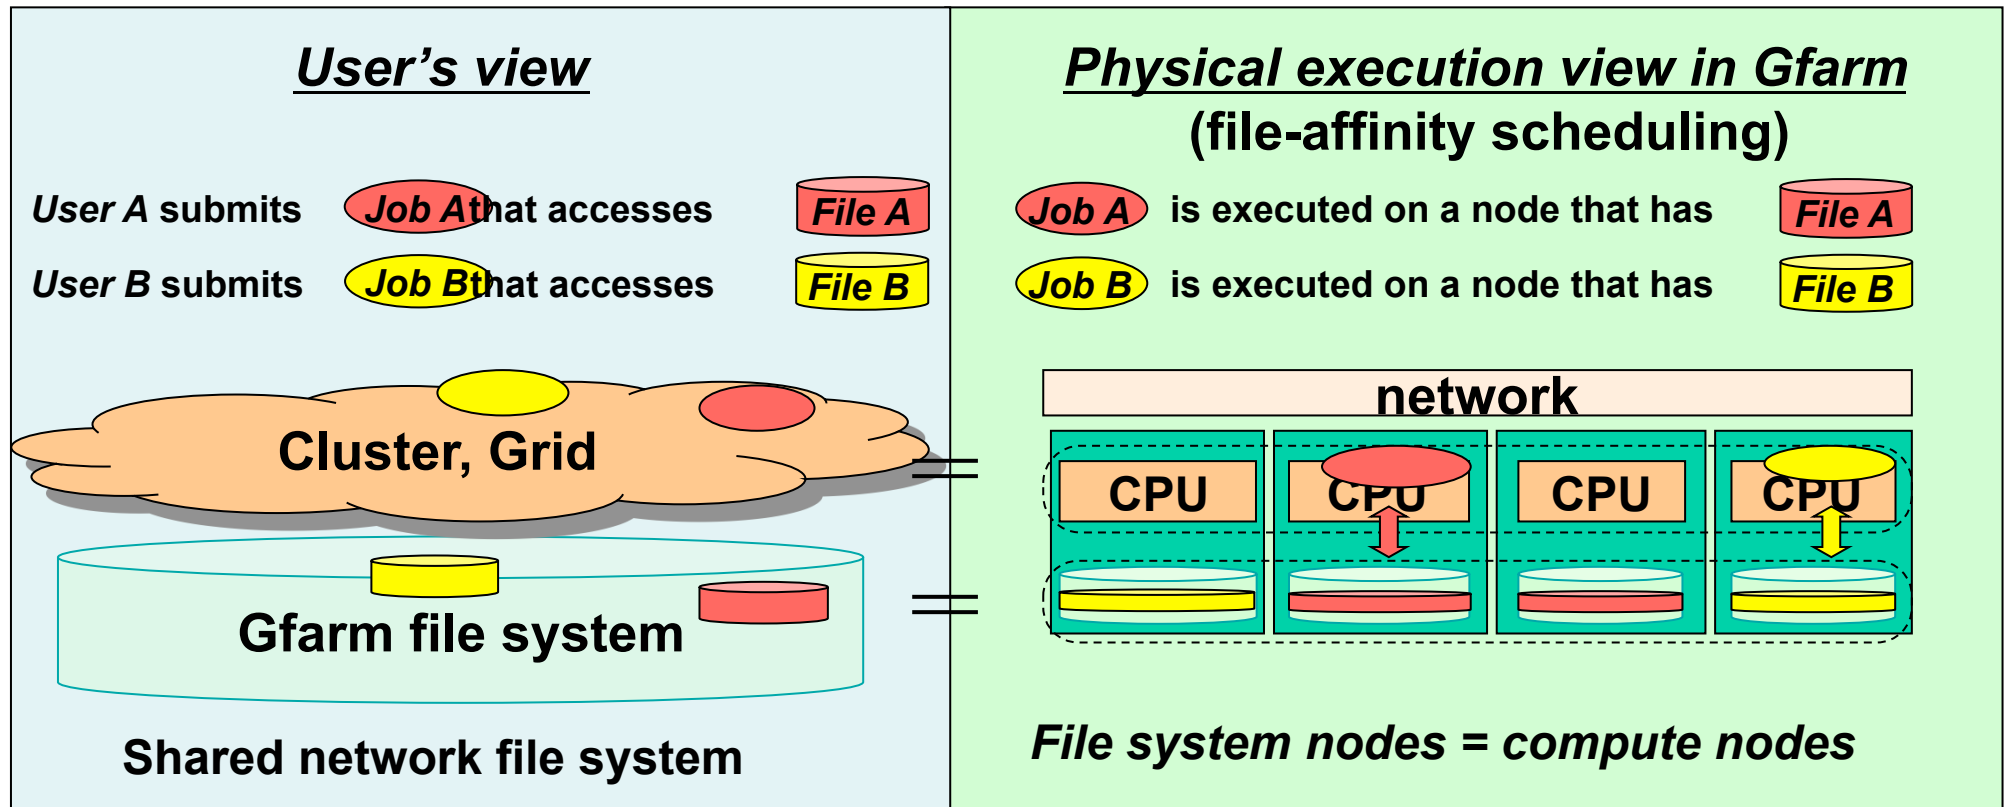 User’s view
User A submits Job A that accesses File A
User B submits Job B that accesses File B
Cluster, Grid
Gfarm file system
Shared network file system
Physical execution view in Gfarm
(file-affinity scheduling)
Job A is executed on a node that has File A
Job B is executed on a node that has File B
network
CPU CPU CPU CPU
File system nodes = compute nodes